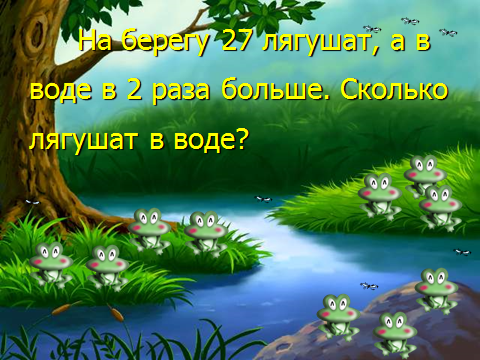 На берегу 27 лягушат, а в
воде в 2 раза больше. Сколько
лягушат в воде?